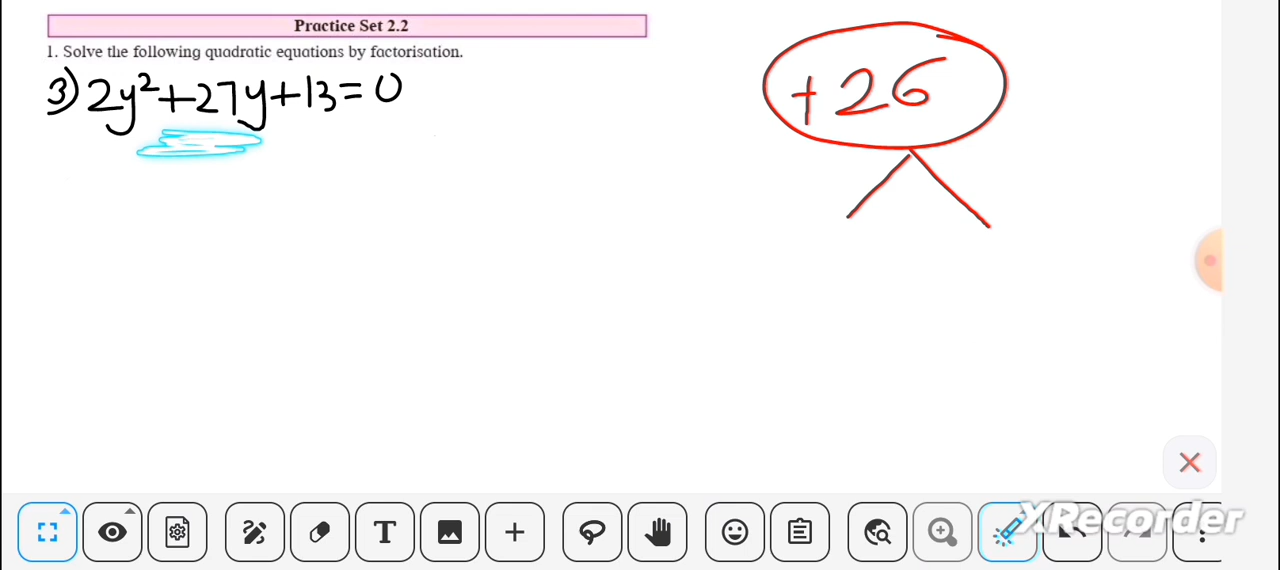 Practice Set 2.2
1. Solve the following quadratic equations by factorisation.
3) 2y²+27y+13=0
+26
T
XRecorder